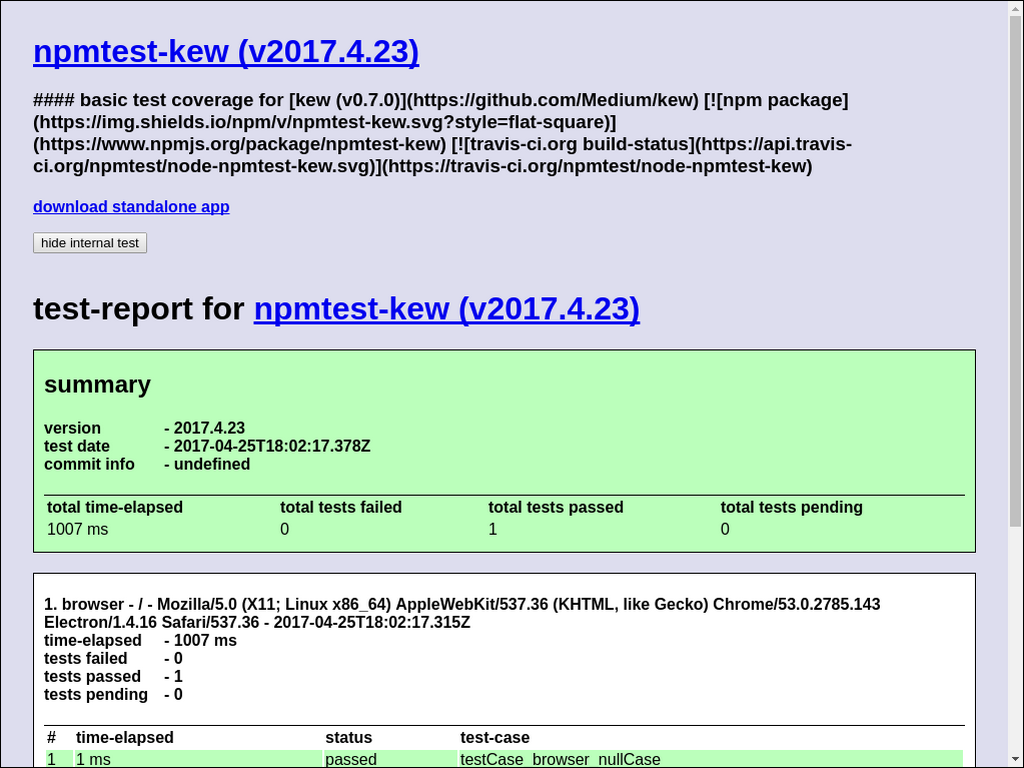 npmtest-kew (v2017.4.23)
#### basic test coverage for [kew (v0.7.0)](https://github.com/Medium/kew) [![npm package]
(https://img.shields.io/npm/v/npmtest-kew.svg?style=flat-square)]
(https://www.npmjs.org/package/npmtest-kew) [![travis-ci.org build-status](https://api.travis-
ci.org/npmtest/node-npmtest-kew.svg)](https://travis-ci.org/npmtest/node-npmtest-kew)
download standalone app
hide internal test
test-report for npmtest-kew (v2017.4.23)
summary
version - 2017.4.23
test date - 2017-04-25T18:02:17.378Z
commit info - undefined
total time-elapsed total tests failed total tests passed total tests pending
1007 ms 0 1 0
1. browser - / - Mozilla/5.0 (X11; Linux x86_64) AppleWebKit/537.36 (KHTML, like Gecko) Chrome/53.0.2785.143
Electron/1.4.16 Safari/537.36 - 2017-04-25T18:02:17.315Z
time-elapsed - 1007 ms
tests failed - 0
tests passed - 1
tests pending - 0
# time-elapsed status test-case
1 1 ms passed testCase_browser_nullCase